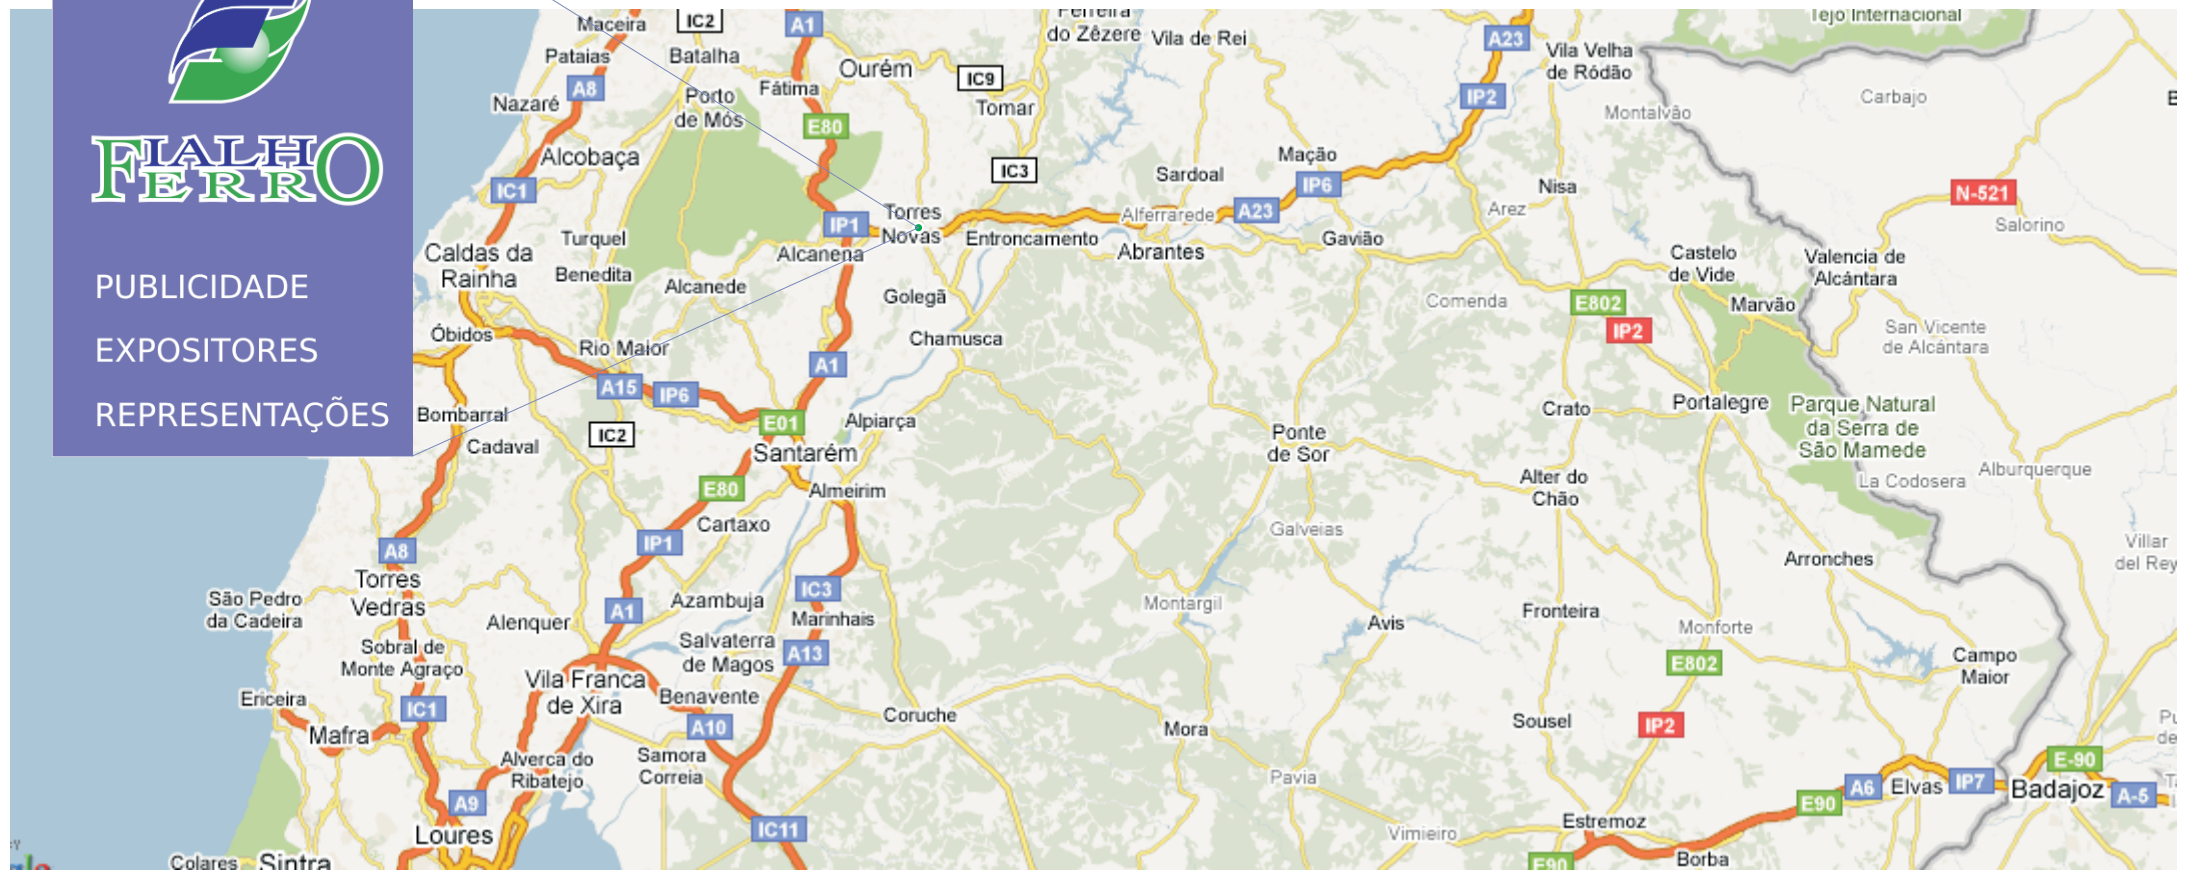 FIALHO
FERRO
PUBLICIDADE
EXPOSITORES
REPRESENTAÇÕES
Maceira
IC2
A1
Ferreira
do Zêzere
Vila de Rei
A23
Vila Velha
de Ródão
Tejo Internacional
Pataias
Batalha
Ourém
IC9
Fátima
A8
Nazaré
Porto
de Mós
Tomar
IP2
Montalvão
Carbajo
E80
Alcobaça
IC3
Mação
Sardoal
IP6
Nisa
N-521
IC1
Torres
Novas
IP1
Alferrarede
A23
Arez
Salorino
Turquel
Entroncamento
Gavião
Caldas da
Rainha
Alcanena
Abrantes
Castelo
de Vide
Valencia de
Alcántara
Benedita
Alcanede
Golegã
Comenda
E802
Marvão
Óbidos
Chamusca
IP2
San Vicente
de Alcántara
Rio Maior
A1
A15
IP6
Bombarral
E01
Alpiarça
Crato
Portalegre
Parque Natural
da Serra de
São Mamede
Cadaval
IC2
Santarém
Ponte
de Sor
Alburquerque
E80
Almeirim
Alter do
Chão
La Codosera
Cartaxo
Galveias
A8
IP1
Villar
del Rey
Arronches
Torres
Vedras
IC3
São Pedro
da Cadeira
A1
Azambuja
Marinhais
Montargil
Avis
Fronteira
Monforte
Alenquer
Sobral de
Monte Agraço
Salvaterra
de Magos
A13
E802
Campo
Maior
Ericeira
IC1
Vila Franca
de Xira
Benavente
Coruche
Mora
Sousel
IP2
Mafra
A10
Alverca do
Ribatejo
Samora
Correia
Pavia
E-90
A9
A6
Elvas
IP7
Badajoz
A-5
E90
Loures
IC11
Vimieiro
Estremoz
Colares
Sintra
E90
Borba